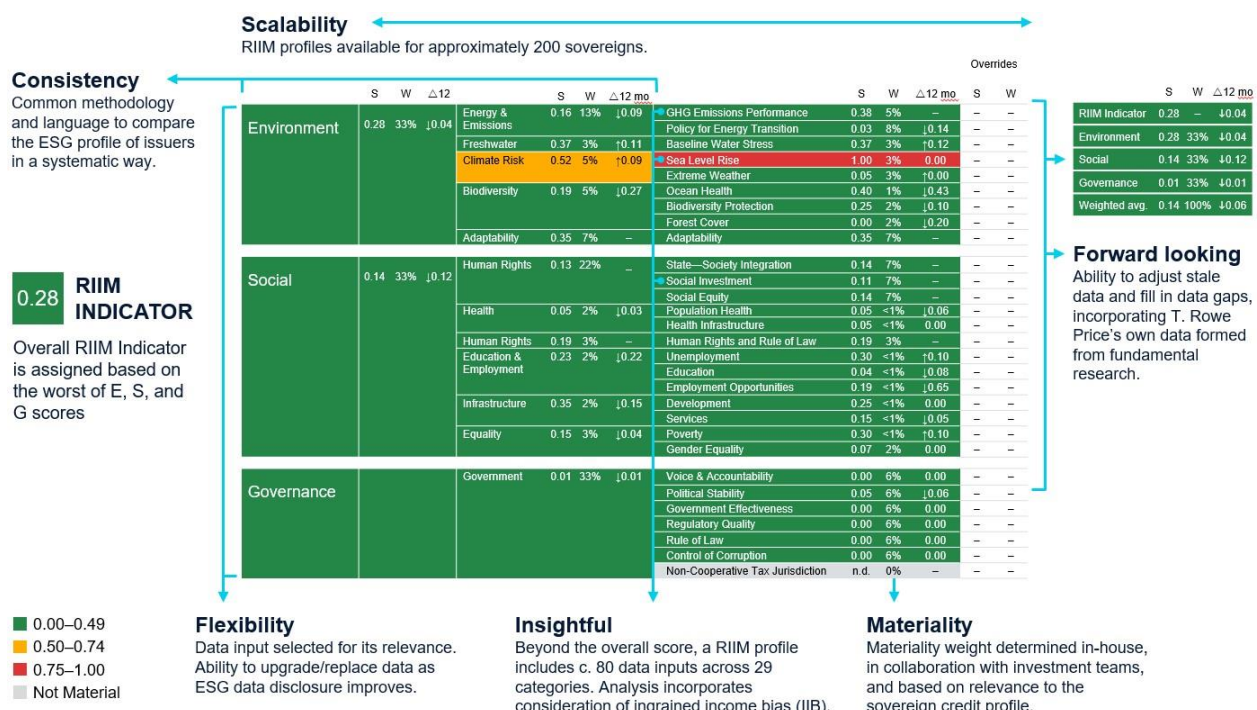 Scalability
RIIM profiles available for approximately 200 sovereigns.
Consistency
Common methodology
and language to compare
the ESG profile of issuers
in a systematic way.
Overrides
S W △12 S W △12 mo S W △12 mo S W
Environment 0.28 33% ↓0.04
Energy & Emissions 0.16 13% ↓0.09
GHG Emissions Performance 0.38 5% – – –
Policy for Energy Transition 0.03 8% ↓0.14 – –
Freshwater 0.37 3% ↑0.11 Baseline Water Stress 0.37 3% ↑0.12 – –
Climate Risk 0.52 5% ↑0.09 Sea Level Rise 1.00 3% 0.00 – –
Extreme Weather 0.05 3% ↑0.00 – –
Biodiversity 0.19 5% ↓0.27 Ocean Health 0.40 1% ↓0.43 – –
Biodiversity Protection 0.25 2% ↓0.10 – –
Forest Cover 0.00 2% ↓0.20 – –
Adaptability 0.35 7% – Adaptability 0.35 7% – – –
Social 0.14 33% ↓0.12
Human Rights 0.13 22% – State—Society Integration 0.14 7% – – –
Social Investment 0.11 7% – – –
Social Equity 0.14 7% – – –
Health 0.05 2% ↓0.03 Population Health 0.05 <1% ↓0.06 – –
Health Infrastructure 0.05 <1% 0.00 – –
Human Rights 0.19 3% – Human Rights and Rule of Law 0.19 3% – – –
Education & Employment 0.23 2% ↓0.22
Unemployment 0.30 <1% ↑0.10 – –
Education 0.04 <1% ↓0.08 – –
Employment Opportunities 0.19 <1% ↓0.65 – –
Infrastructure 0.35 2% ↓0.15 Development 0.25 <1% 0.00 – –
Services 0.15 <1% ↓0.05 – –
Equality 0.15 3% ↓0.04 Poverty 0.30 <1% ↑0.10 – –
Gender Equality 0.07 2% 0.00 – –
Governance
Government 0.01 33% ↓0.01 Voice & Accountability 0.00 6% 0.00 – –
Political Stability 0.05 6% ↓0.06 – –
Government Effectiveness 0.00 6% 0.00 – –
Regulatory Quality 0.00 6% 0.00 – –
Rule of Law 0.00 6% 0.00 – –
Control of Corruption 0.00 6% 0.00 – –
Non-Cooperative Tax Jurisdiction n.d. 0% – – –
S W △12 mo
RIIM Indicator 0.28 – ↓0.04
Environment 0.28 33% ↓0.04
Social 0.14 33% ↓0.12
Governance 0.01 33% ↓0.01
Weighted avg. 0.14 100% ↓0.06
Forward looking
Ability to adjust stale
data and fill in data gaps,
incorporating T. Rowe
Price's own data formed
from fundamental
research.
0.28 RIIM
INDICATOR
Overall RIIM Indicator
is assigned based on
the worst of E, S, and
G scores
0.00–0.49
0.50–0.74
0.75–1.00
Not Material
Flexibility
Data input selected for its relevance.
Ability to upgrade/replace data as
ESG data disclosure improves.
Insightful
Beyond the overall score, a RIIM profile
includes c. 80 data inputs across 29
categories. Analysis incorporates
consideration of ingrained income bias (IIB).
Materiality
Materiality weight determined in-house,
in collaboration with investment teams,
and based on relevance to the
sovereign credit profile.